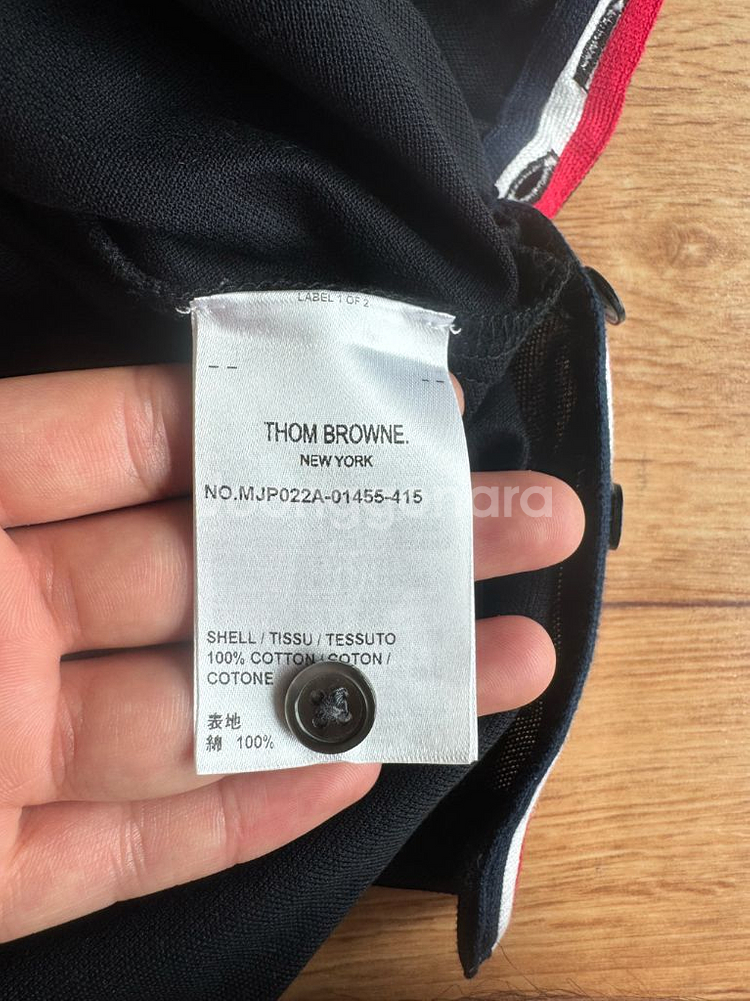 LABEL 1 OF 2
THOM BROWNE.
NEW YORK
NO.MJP022A-01455-415
SHELL / TISSU / TESSUTO
100% COTTON / COTON /
COTONE
表地
綿 100%